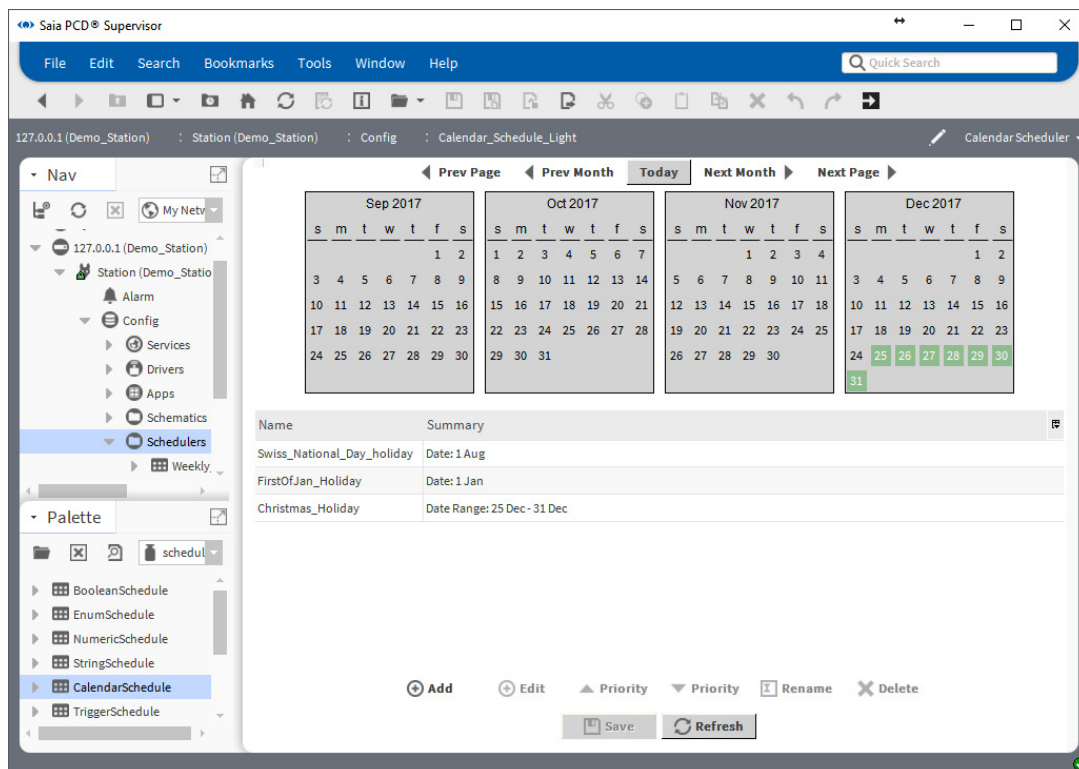 Saia PCD® Supervisor
File Edit Search Bookmarks Tools Window Help Quick Search
127.0.0.1 (Demo_Station) : Station (Demo_Station) : Config : Calendar_Schedule_Light Calendar Scheduler
Nav
My Netv
127.0.0.1 (Demo_Station)
Station (Demo_Statio
Alarm
Config
Services
Drivers
Apps
Schematics
Schedulers
Weekly_
Palette
schedul
BooleanSchedule
EnumSchedule
NumericSchedule
StringSchedule
CalendarSchedule
TriggerSchedule
Prev Page Prev Month Today Next Month Next Page
Sep 2017
s m t w t f s
1 2
3 4 5 6 7 8 9
10 11 12 13 14 15 16
17 18 19 20 21 22 23
24 25 26 27 28 29 30
Oct 2017
s m t w t f s
1 2 3 4 5 6 7
8 9 10 11 12 13 14
15 16 17 18 19 20 21
22 23 24 25 26 27 28
29 30 31
Nov 2017
s m t w t f s
1 2 3 4
5 6 7 8 9 10 11
12 13 14 15 16 17 18
19 20 21 22 23 24 25
26 27 28 29 30
Dec 2017
s m t w t f s
1 2
3 4 5 6 7 8 9
10 11 12 13 14 15 16
17 18 19 20 21 22 23
24 25 26 27 28 29 30
31
Name Summary
Swiss_National_Day_holiday Date: 1 Aug
FirstOfJan_Holiday Date: 1 Jan
Christmas_Holiday Date Range: 25 Dec - 31 Dec
Add Edit Priority Priority Rename Delete
Save Refresh